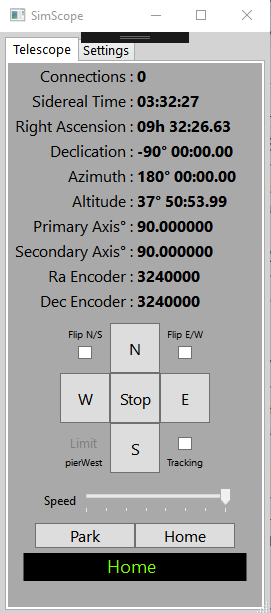 SimScope
Telescope Settings
Connections : 0
Sidereal Time : 03:32:27
Right Ascension : 09h 32:26.63
Declication : -90° 00:00.00
Azimuth : 180° 00:00.00
Altitude : 37° 50:53.99
Primary Axis° : 90.000000
Secondary Axis° : 90.000000
Ra Encoder : 3240000
Dec Encoder : 3240000
Flip N/S N Flip E/W
W Stop E
Limit S
pierWest Tracking
Speed
Park Home
Home